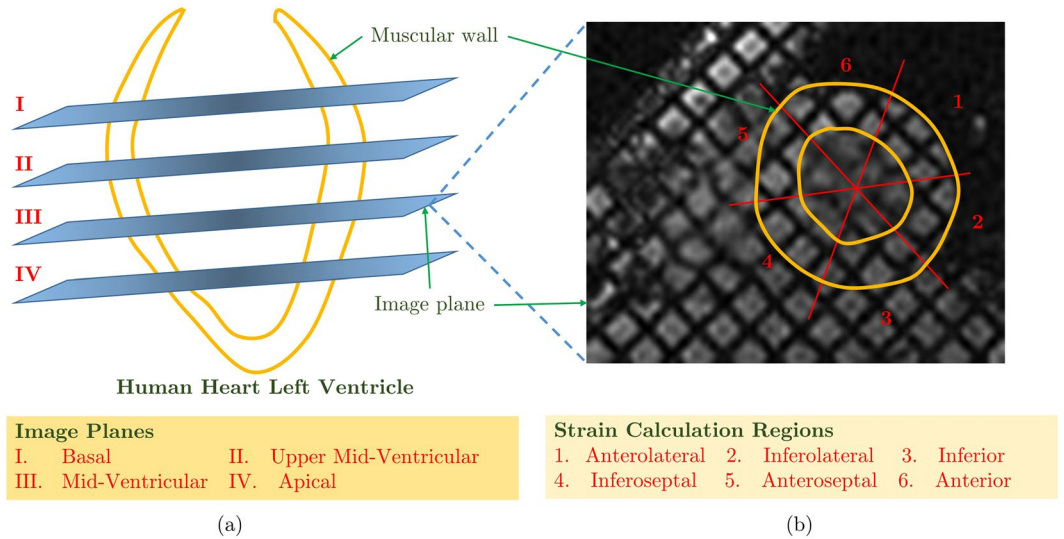 Muscular wall
I
II
III
IV
Image plane
Human Heart Left Ventricle
6
1
5
2
4
3
Image Planes
I. Basal II. Upper Mid-Ventricular
III. Mid-Ventricular IV. Apical
Strain Calculation Regions
1. Anterolateral 2. Inferolateral 3. Inferior
4. Inferoseptal 5. Anteroseptal 6. Anterior
(a)
(b)